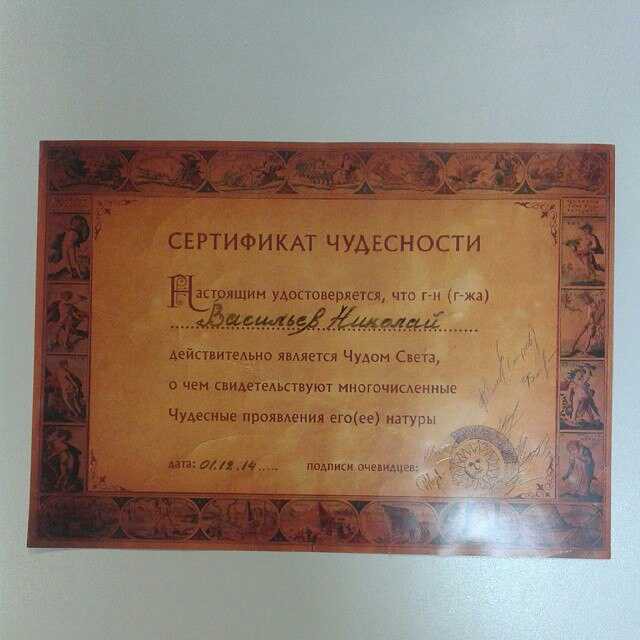 СЕРТИФИКАТ ЧУДЕСНОСТИ
Настоящим удостоверяется, что г-н (г-жа)
Васильев Николай
действительно является Чудом Света,
о чем свидетельствуют многочисленные
Чудесные проявления его(ее) натуры
дата: 01.12.14..... подписи очевидцев: